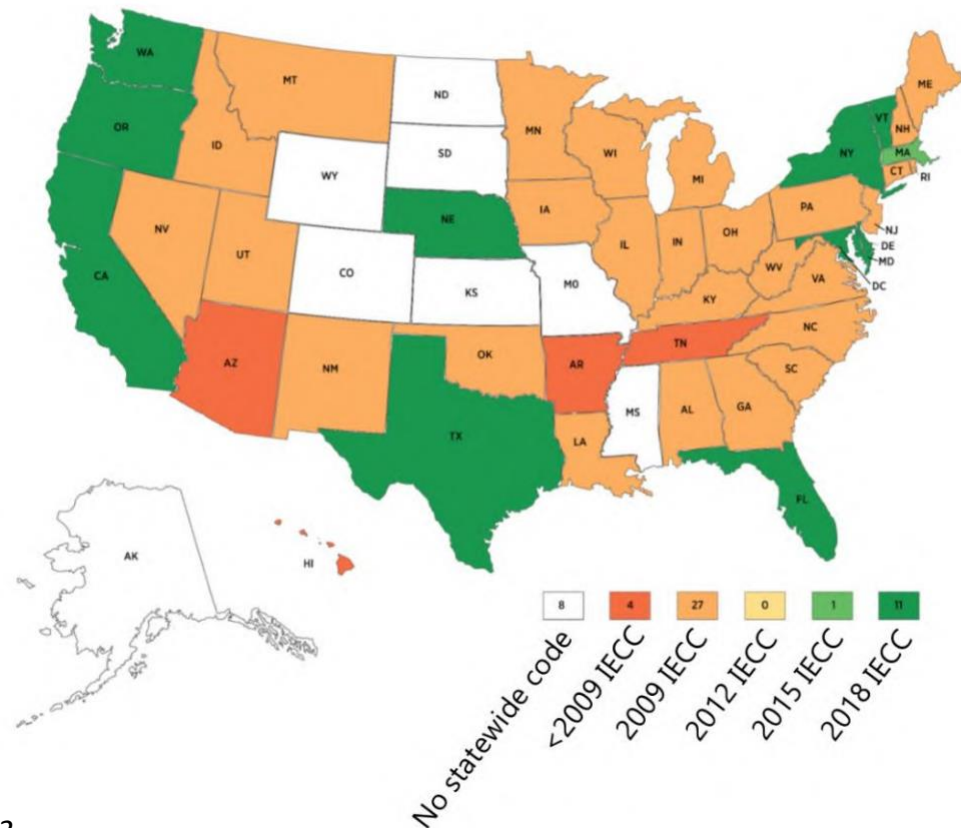 WA
MT
ND
ME
VT
OR
MN
NH
ID
SD
WI
NY
MA
WY
MI
CT
RI
IA
PA
NE
NV
NJ
OH
UT
IL
IN
DE
CA
CO
WV
MD
KS
MO
VA
DC
KY
NC
TN
OK
AZ
AR
SC
NM
MS
AL
GA
TX
LA
FL
AK
HI
8
4
27
0
1
11
No statewide code
<2009 IECC
2009 IECC
2012 IECC
2015 IECC
2018 IECC